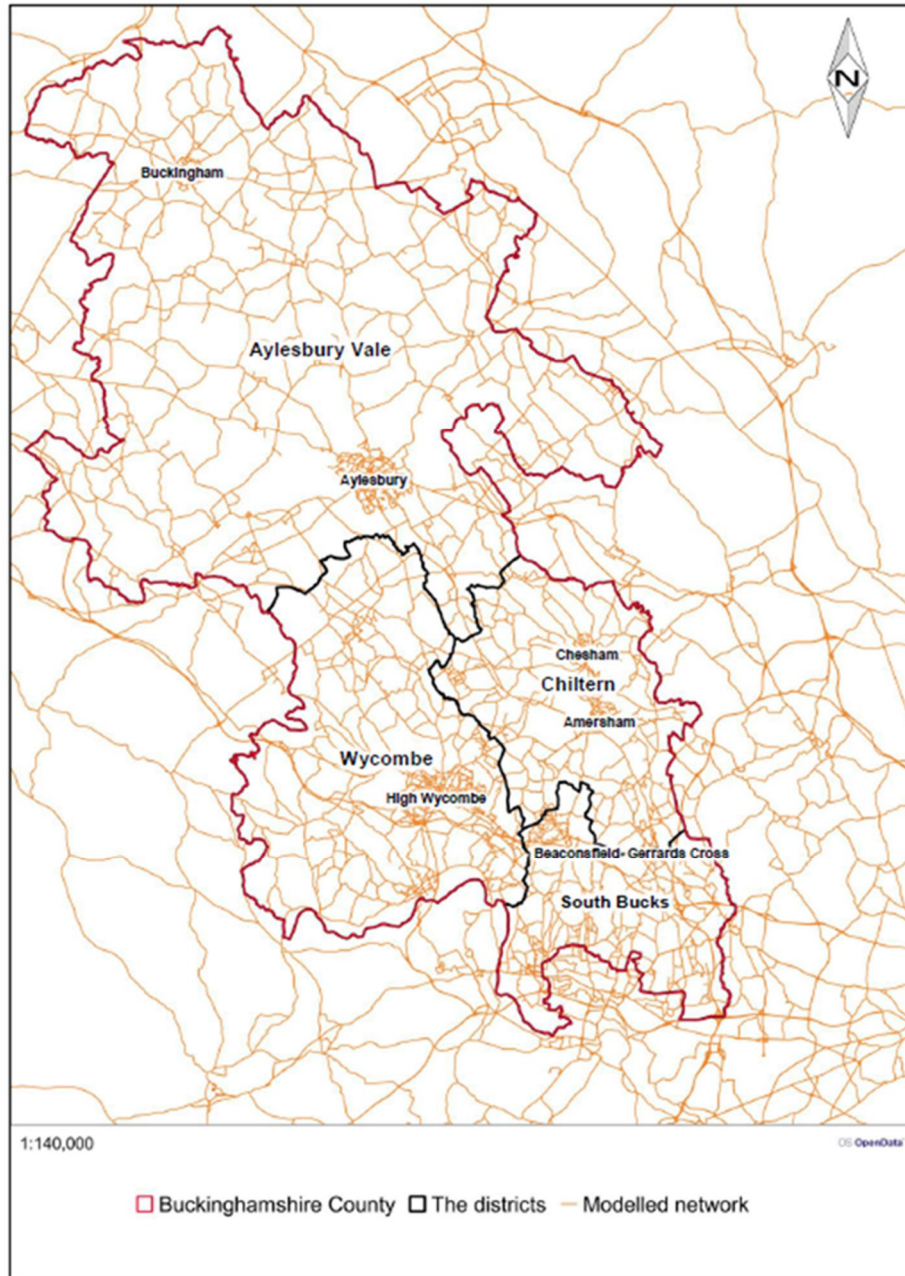 N
Buckingham
Aylesbury Vale
Aylesbury
Chesham
Chiltern
Amersham
Wycombe
High Wycombe
Beaconsfield- Gerrards Cross
South Bucks
1:140,000
OS OpenData
Buckinghamshire County The districts Modelled network